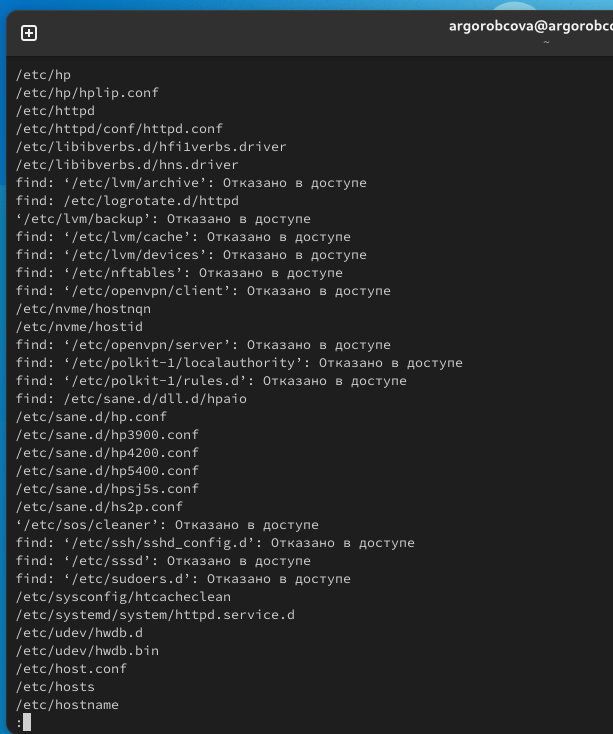 argorobcova@argorobco
~
/etc/hp
/etc/hp/hplip.conf
/etc/httpd
/etc/httpd/conf/httpd.conf
/etc/libibverbs.d/hfi1verbs.driver
/etc/libibverbs.d/hns.driver
find: ‘/etc/lvm/archive’: Отказано в доступе
find: /etc/logrotate.d/httpd
‘/etc/lvm/backup’: Отказано в доступе
find: ‘/etc/lvm/cache’: Отказано в доступе
find: ‘/etc/lvm/devices’: Отказано в доступе
find: ‘/etc/nftables’: Отказано в доступе
find: ‘/etc/openvpn/client’: Отказано в доступе
/etc/nvme/hostnqn
/etc/nvme/hostid
find: ‘/etc/openvpn/server’: Отказано в доступе
find: ‘/etc/polkit-1/localauthority’: Отказано в доступе
find: ‘/etc/polkit-1/rules.d’: Отказано в доступе
find: /etc/sane.d/dll.d/hpaio
/etc/sane.d/hp.conf
/etc/sane.d/hp3900.conf
/etc/sane.d/hp4200.conf
/etc/sane.d/hp5400.conf
/etc/sane.d/hpsj5s.conf
/etc/sane.d/hs2p.conf
‘/etc/sos/cleaner’: Отказано в доступе
find: ‘/etc/ssh/sshd_config.d’: Отказано в доступе
find: ‘/etc/sssd’: Отказано в доступе
find: ‘/etc/sudoers.d’: Отказано в доступе
/etc/sysconfig/htcacheclean
/etc/systemd/system/httpd.service.d
/etc/udev/hwdb.d
/etc/udev/hwdb.bin
/etc/host.conf
/etc/hosts
/etc/hostname
: